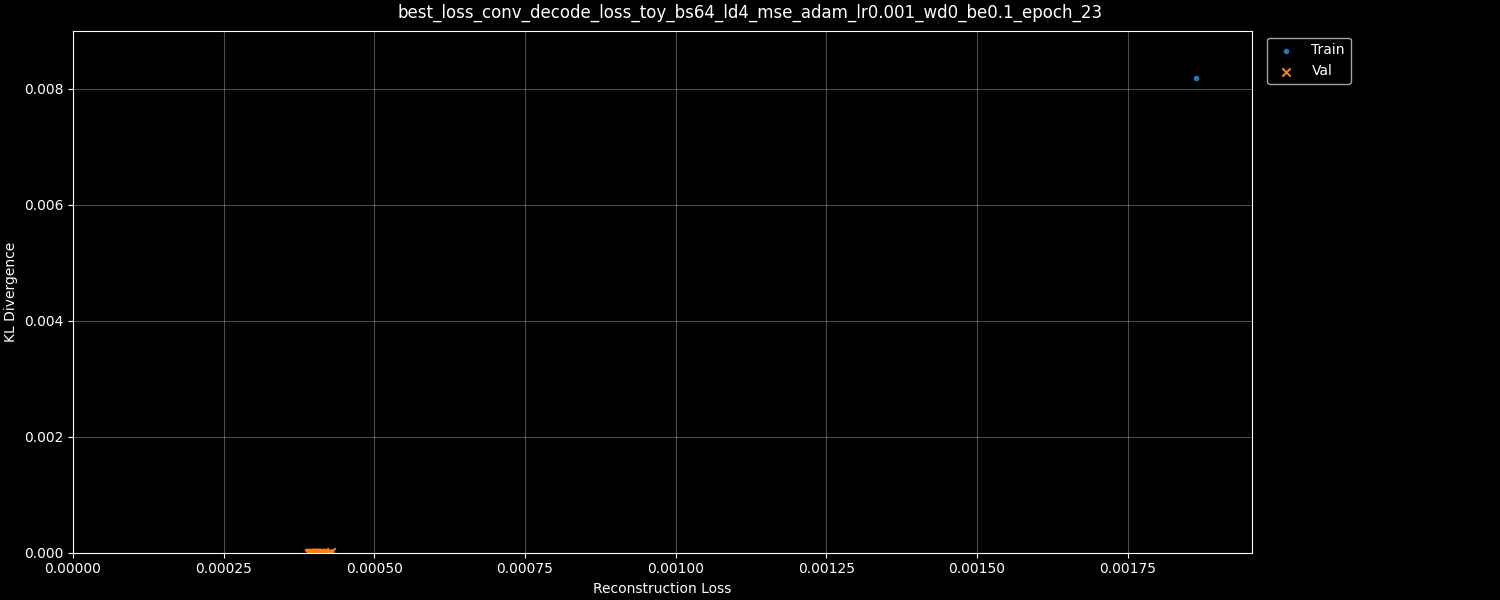 best_loss_conv_decode_loss_toy_bs64_ld4_mse_adam_lr0.001_wd0_be0.1_epoch_23
Train
Val
0.008
0.006
0.004
0.002
0.000
KL Divergence
0.00000 0.00025 0.00050 0.00075 0.00100 0.00125 0.00150 0.00175
Reconstruction Loss